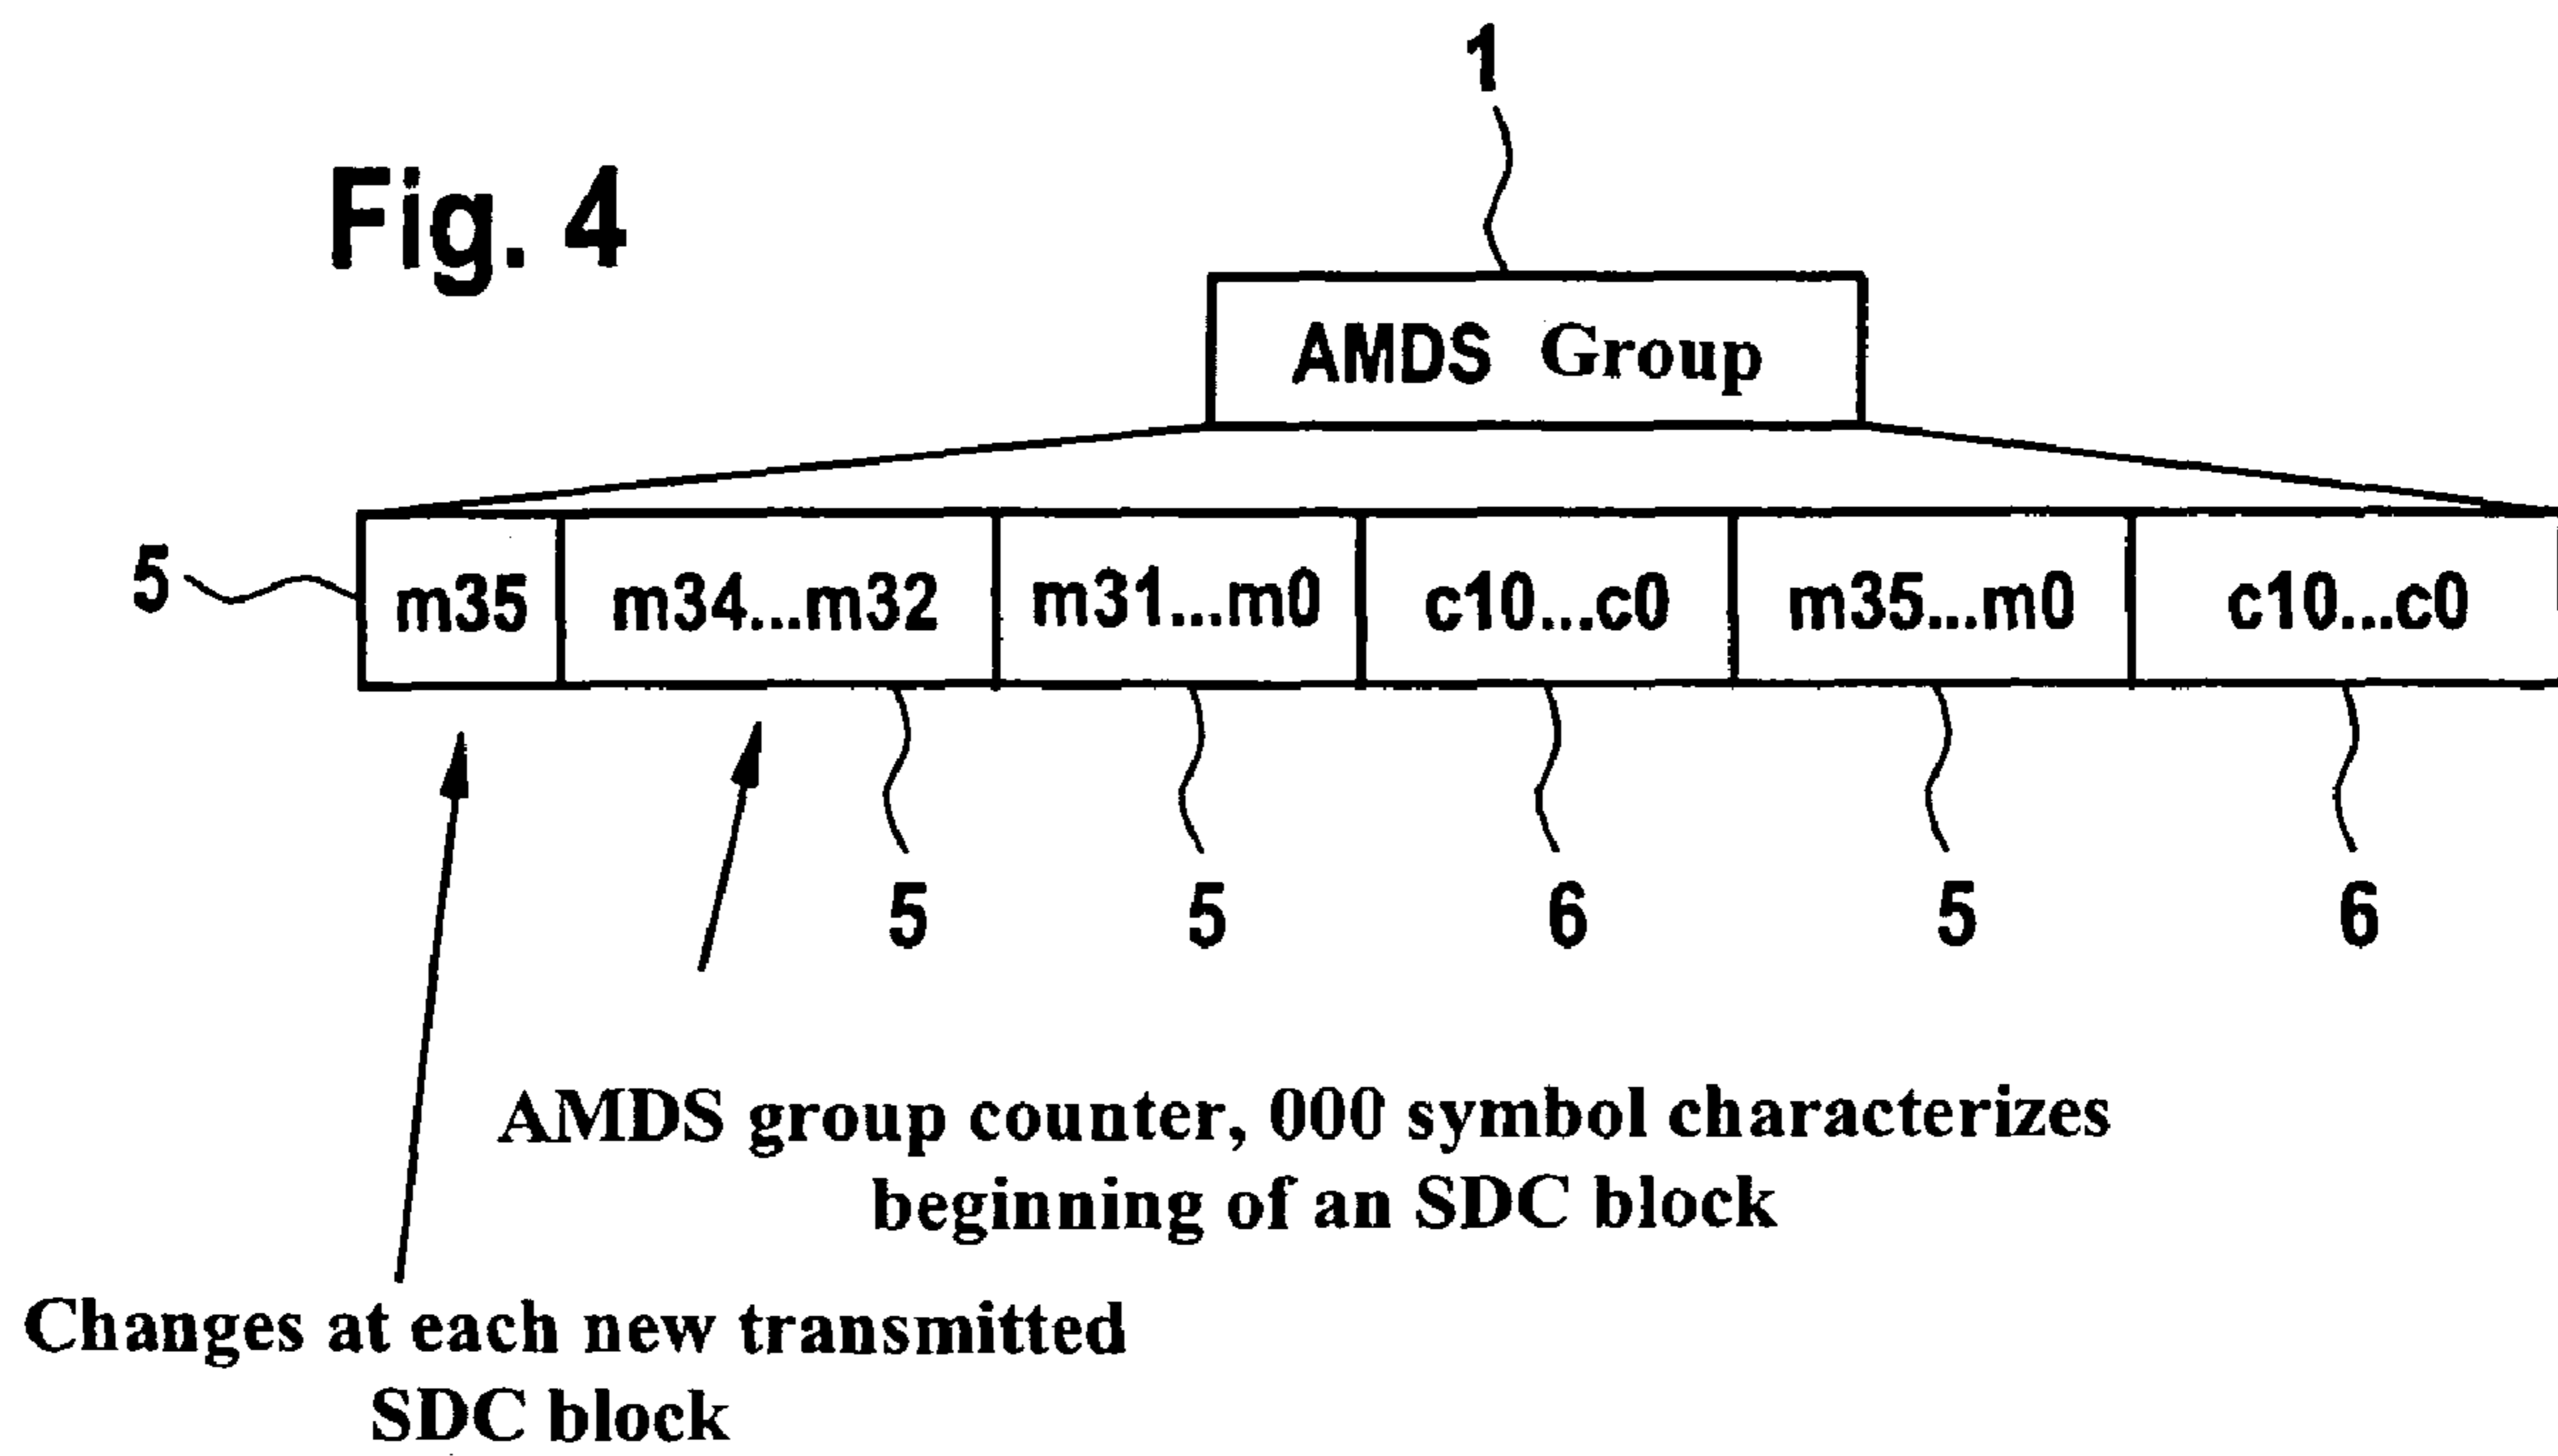 1
Fig. 4
AMDS Group
5 m35 m34...m32 m31...m0 c10...c0 m35...m0 c10...c0
5 5 6 5 6
AMDS group counter, 000 symbol characterizes
beginning of an SDC block
Changes at each new transmitted
SDC block